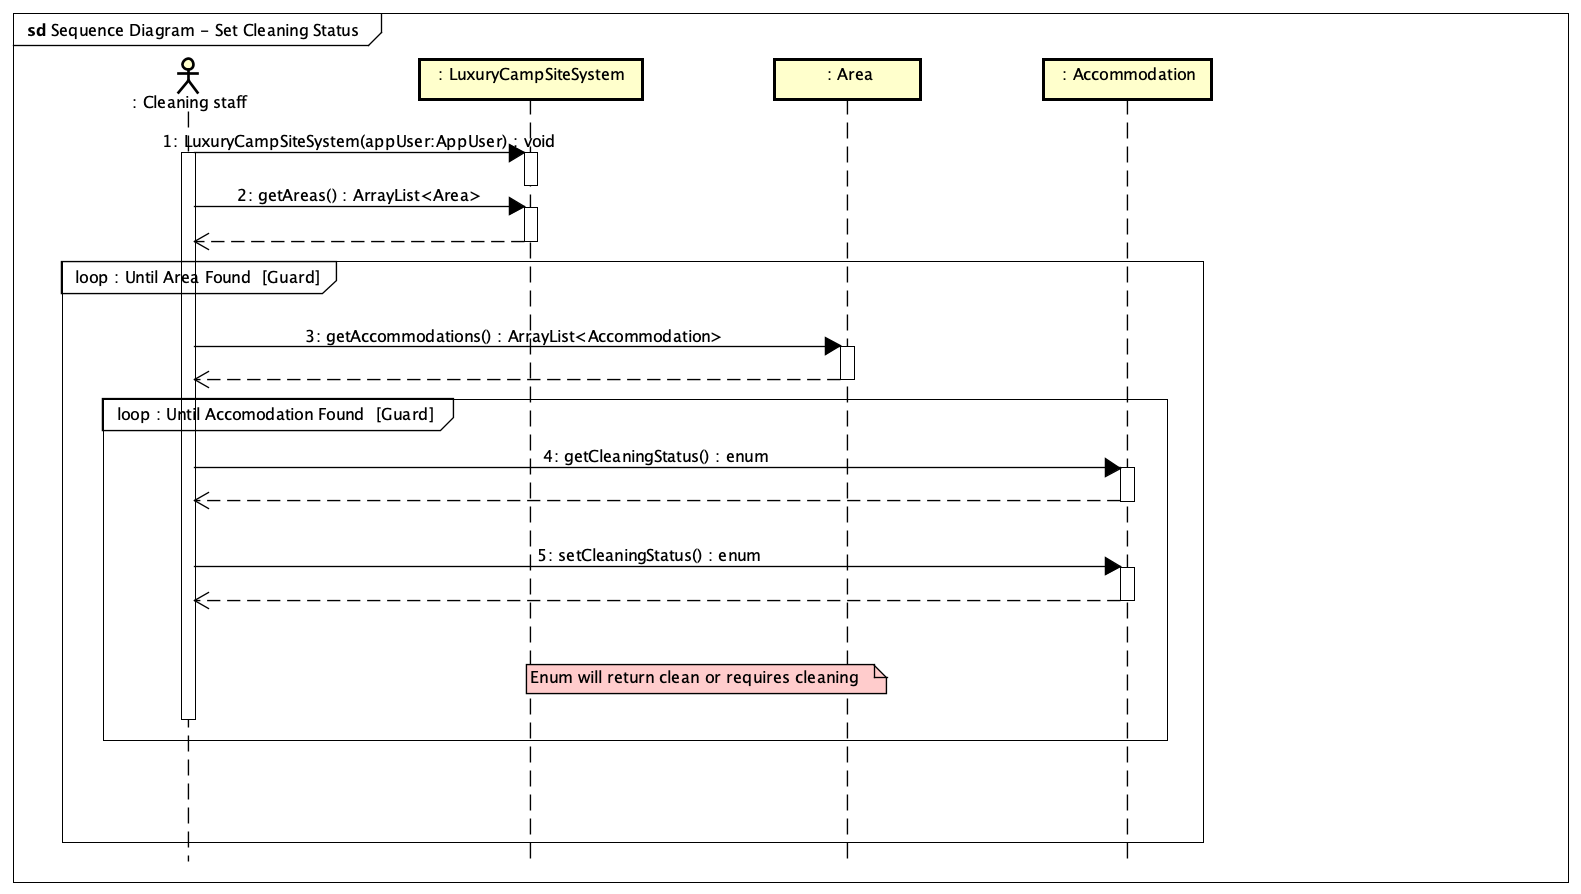 sd Sequence Diagram - Set Cleaning Status
: Cleaning staff
: LuxuryCampSiteSystem
: Area
: Accommodation
1: LuxuryCampSiteSystem(appUser:AppUser) : void
2: getAreas() : ArrayList<Area>
loop : Until Area Found [Guard]
3: getAccommodations() : ArrayList<Accommodation>
loop : Until Accomodation Found [Guard]
4: getCleaningStatus() : enum
5: setCleaningStatus() : enum
Enum will return clean or requires cleaning